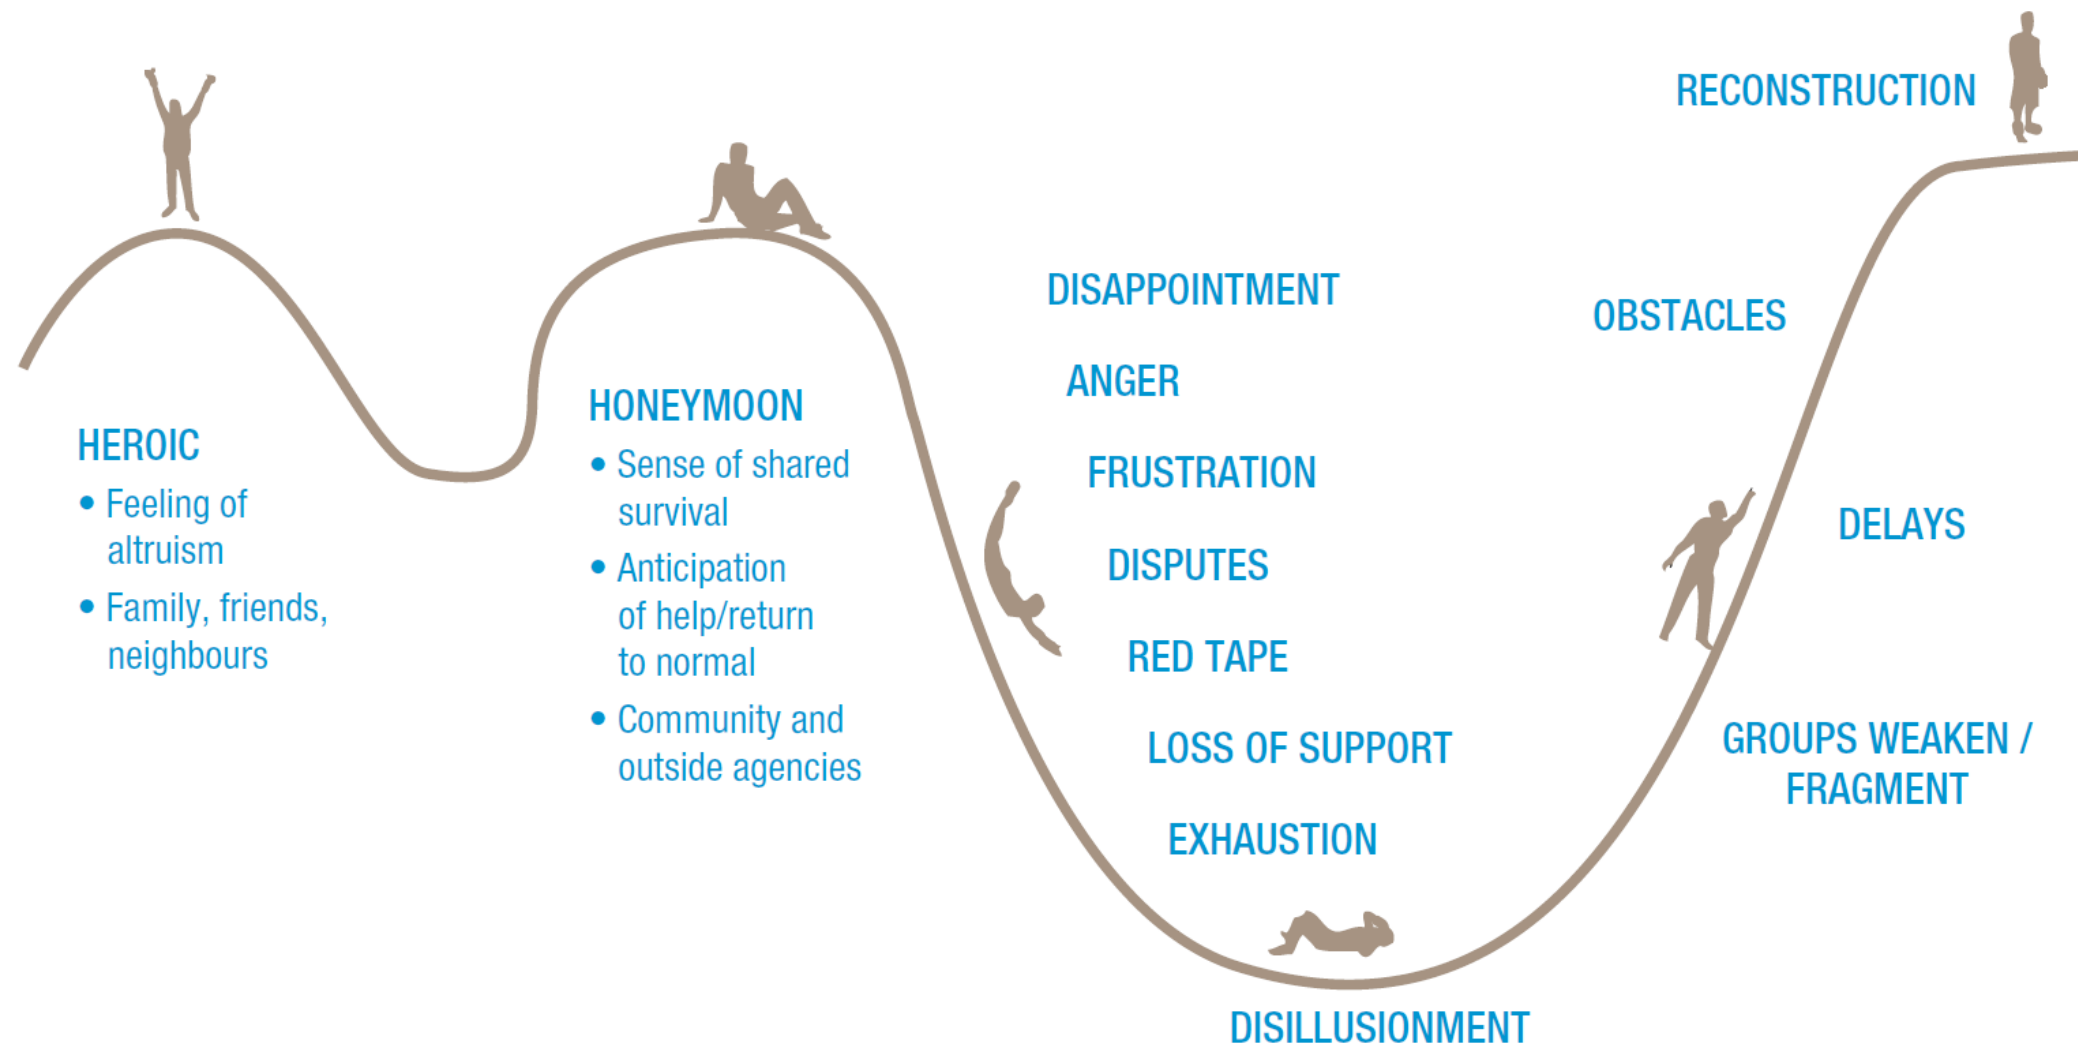 HEROIC
• Feeling of
altruism
• Family, friends,
neighbours
HONEYMOON
• Sense of shared
survival
• Anticipation
of help/return
to normal
• Community and
outside agencies
DISAPPOINTMENT
ANGER
FRUSTRATION
DISPUTES
RED TAPE
LOSS OF SUPPORT
EXHAUSTION
DISILLUSIONMENT
RECONSTRUCTION
OBSTACLES
DELAYS
GROUPS WEAKEN /
FRAGMENT